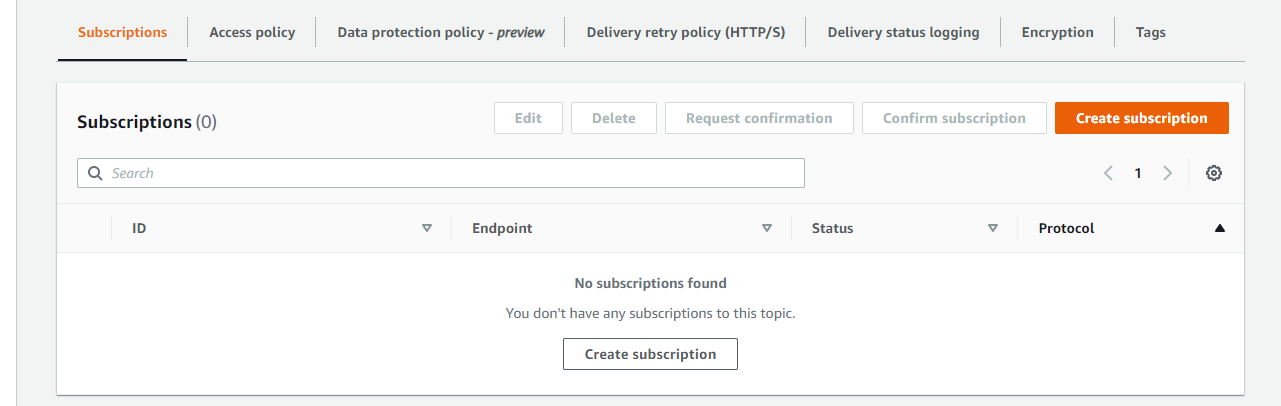 Subscriptions Access policy Data protection policy - preview Delivery retry policy (HTTP/S) Delivery status logging Encryption Tags
Subscriptions (0) Edit Delete Request confirmation Confirm subscription Create subscription
Search 1
ID Endpoint Status Protocol
No subscriptions found
You don't have any subscriptions to this topic.
Create subscription